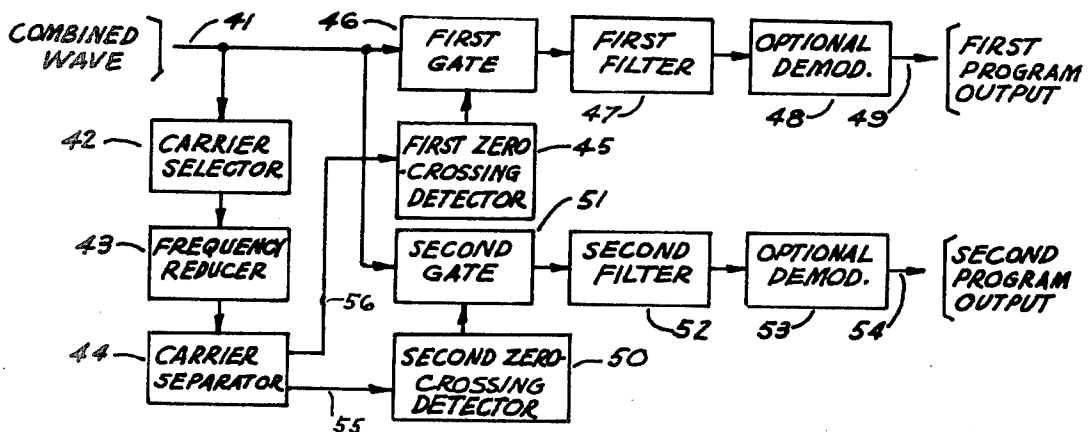 COMBINED
WAVE
41
46
FIRST
GATE
FIRST
FILTER
47
OPTIONAL
DEMOD.
48
49
FIRST
PROGRAM
OUTPUT
42
CARRIER
SELECTOR
FIRST ZERO
-CROSSING
DETECTOR
45
43
FREQUENCY
REDUCER
51
SECOND
GATE
SECOND
FILTER
52
OPTIONAL
DEMOD.
53
54
SECOND
PROGRAM
OUTPUT
56
44
CARRIER
SEPARATOR
55
SECOND ZERO-
CROSSING
DETECTOR
50